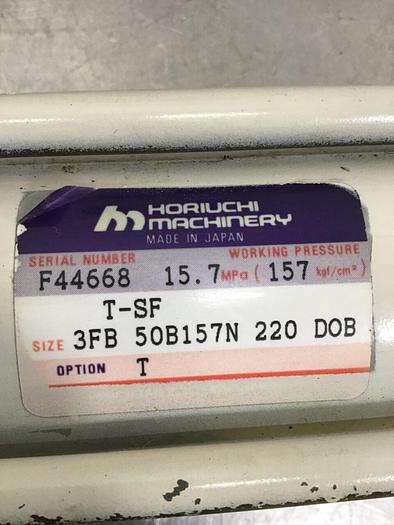 HORIUCHI
MACHINERY
MADE IN JAPAN
SERIAL NUMBER WORKING PRESSURE
F44668 15.7 MPa ( 157 kgf/cm² )
T-SF
SIZE 3FB 50B157N 220 DOB
OPTION T